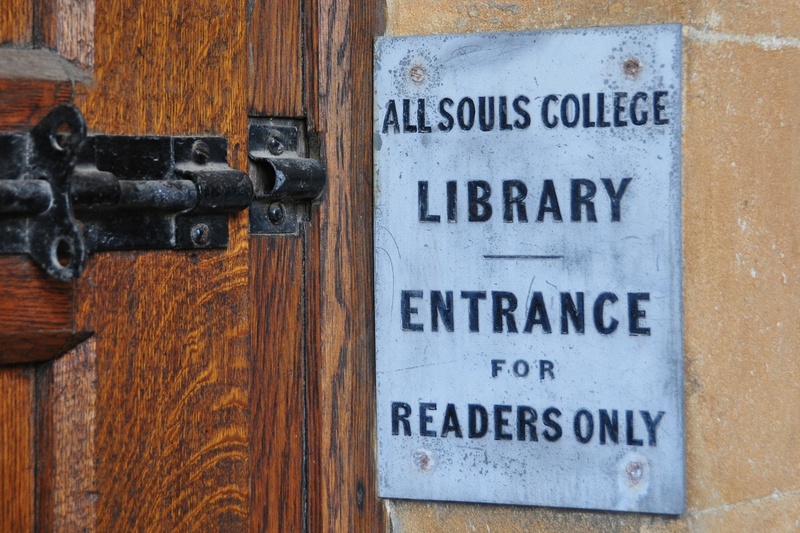 ALL SOULS COLLEGE
LIBRARY
ENTRANCE
FOR
READERS ONLY